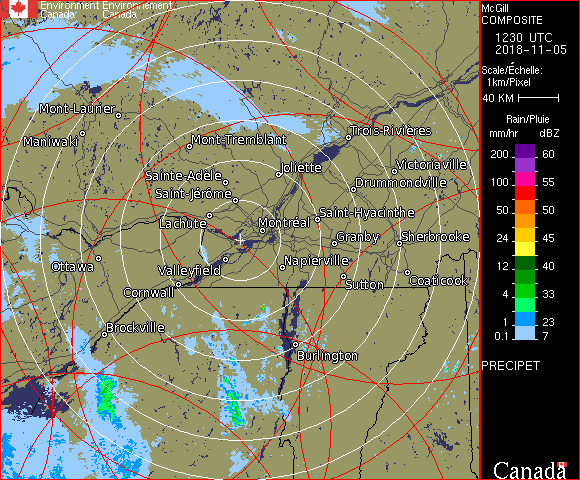 Environment Environnement
Canada Canada
McGill
COMPOSITE
1230 UTC
2018-11-05
Scale/Échelle:
1km/Pixel
40 KM
Rain/Pluie
mm/hr dBZ
200 60
100 55
50 50
24 45
12 40
4 33
1 23
0.1 7
PRECIPET
Canada
Mont-Laurier
Maniwaki
Mont-Tremblant
Trois-Rivières
Sainte-Adèle
Joliette
Victoriaville
Saint-Jérôme
Drummondville
Lachute
Montréal
Saint-Hyacinthe
Granby
Sherbrooke
Ottawa
Valleyfield
Napierville
Cornwall
Sutton
Coaticook
Brockville
Burlington